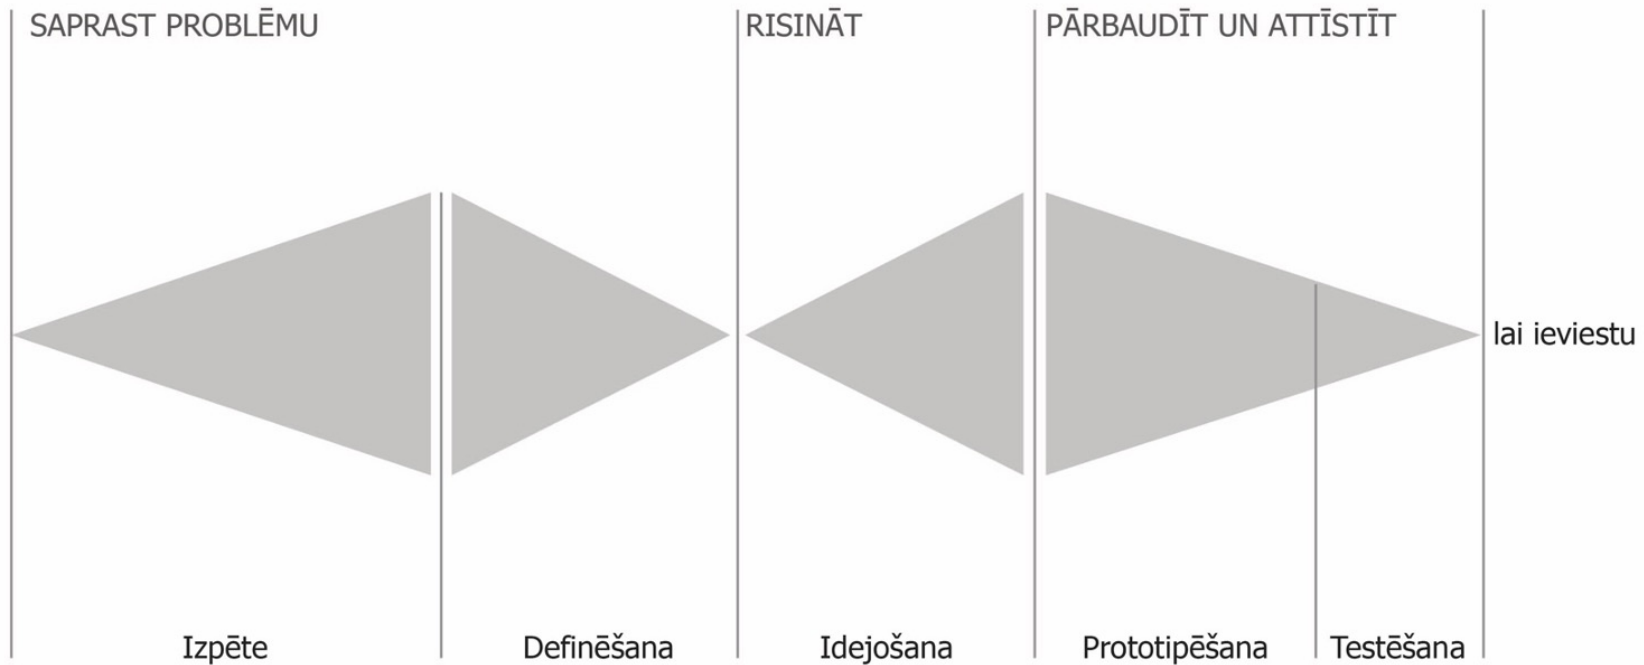 SAPRAST PROBLĒMU
RISINĀT
PĀRBAUDĪT UN ATTĪSTĪT
lai ieviestu
Izpēte
Definēšana
Idejošana
Prototipēšana
Testēšana